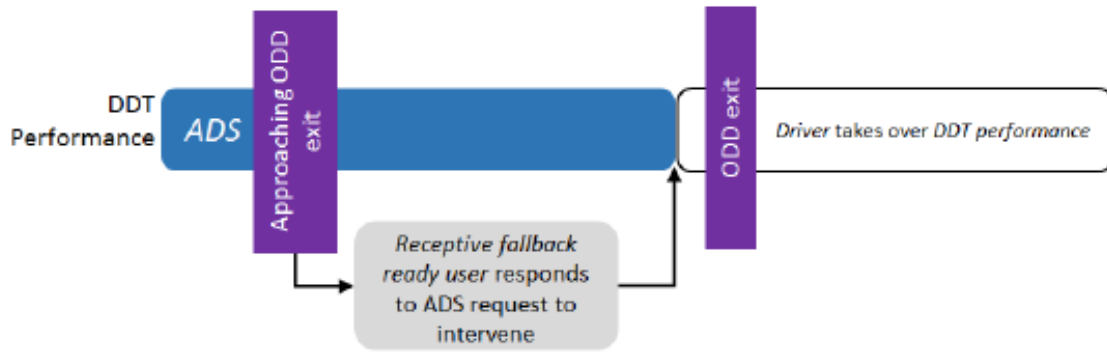 DDT
Performance
ADS
Approaching ODD
exit
ODD exit
Driver takes over DDT performance
Receptive fallback
ready user responds
to ADS request to
intervene